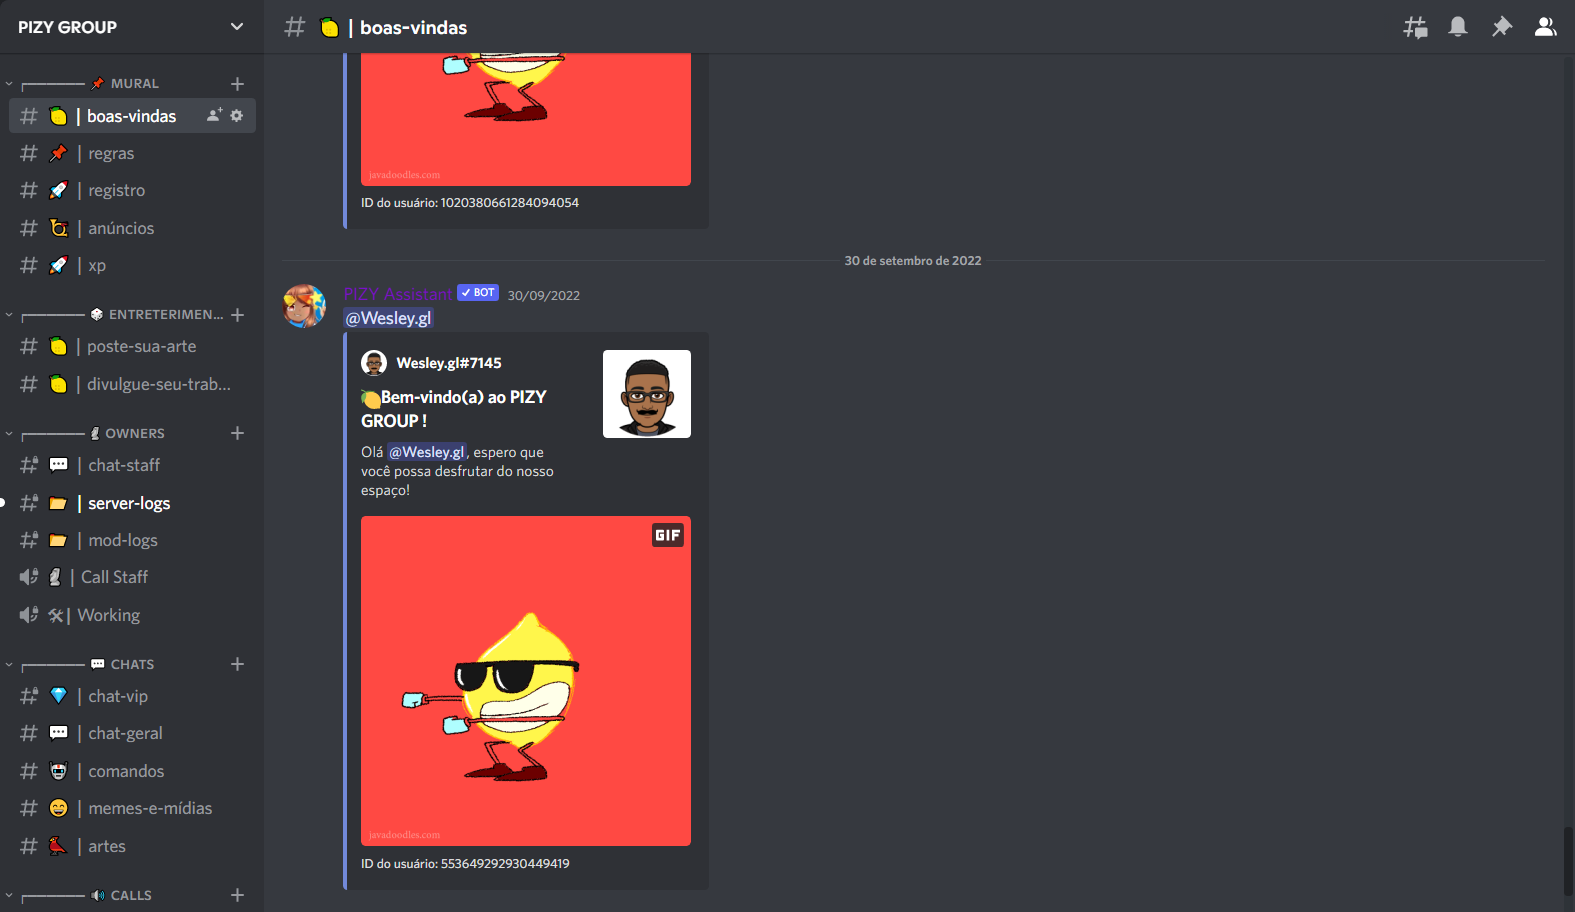 PIZY GROUP
MURAL
| boas-vindas
| regras
| registro
| anúncios
| xp
ENTRETERIMEN...
| poste-sua-arte
| divulgue-seu-trab...
OWNERS
| chat-staff
| server-logs
| mod-logs
| Call Staff
| Working
CHATS
| chat-vip
| chat-geral
| comandos
| memes-e-mídias
| artes
CALLS
| boas-vindas
javadoodles.com
ID do usuário: 1020380661284094054
30 de setembro de 2022
PIZY Assistant BOT 30/09/2022
@Wesley.gl
Wesley.gl#7145
Bem-vindo(a) ao PIZY
GROUP !
Olá @Wesley.gl, espero que
você possa desfrutar do nosso
espaço!
GIF
javadoodles.com
ID do usuário: 553649292930449419